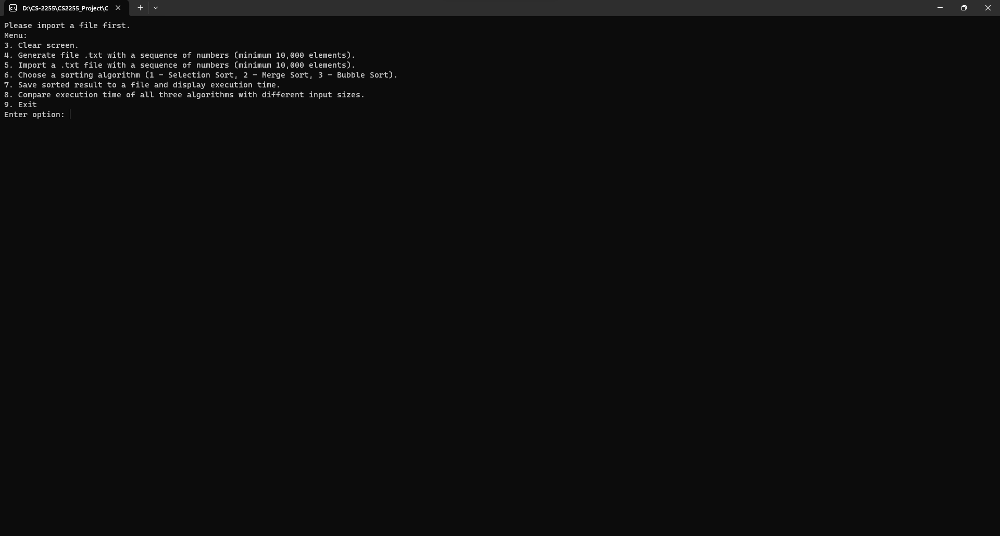 D:\CS-2255\CS2255_Project\C
Please import a file first.
Menu:
3. Clear screen.
4. Generate file .txt with a sequence of numbers (minimum 10,000 elements).
5. Import a .txt file with a sequence of numbers (minimum 10,000 elements).
6. Choose a sorting algorithm (1 - Selection Sort, 2 - Merge Sort, 3 - Bubble Sort).
7. Save sorted result to a file and display execution time.
8. Compare execution time of all three algorithms with different input sizes.
9. Exit
Enter option: